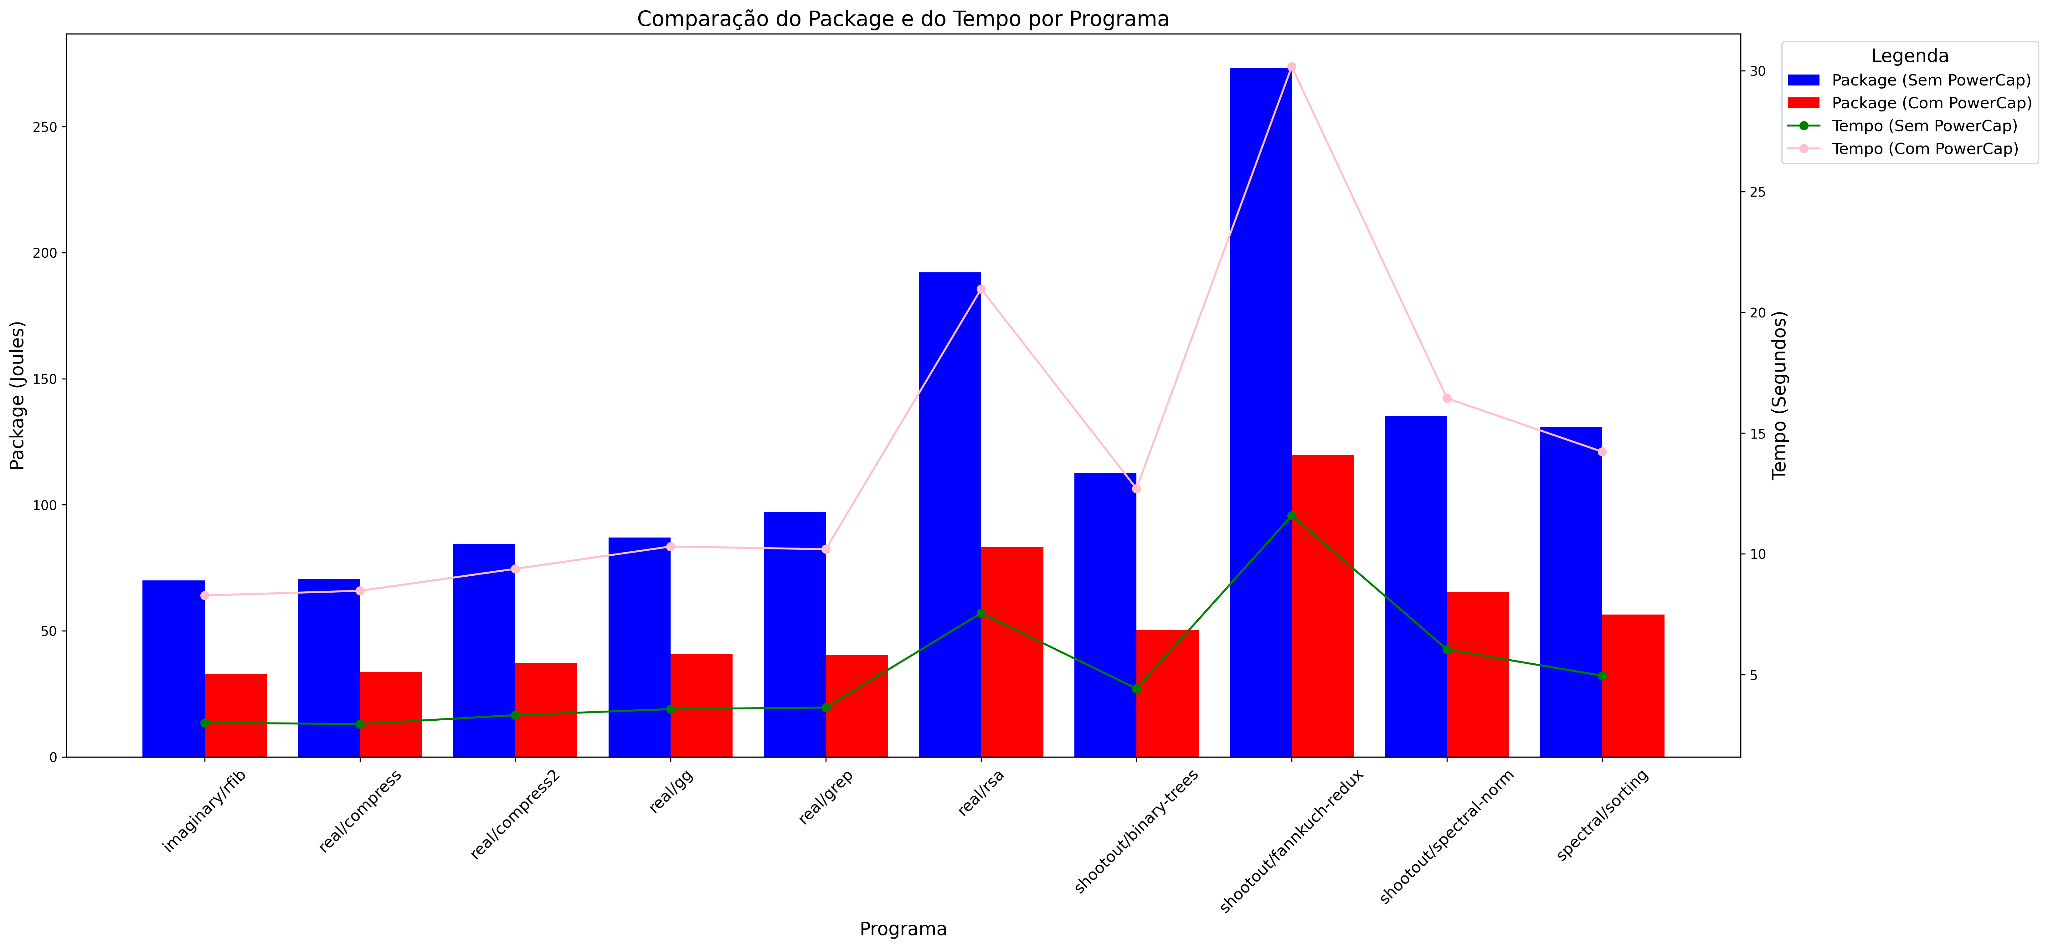 Comparação do Package e do Tempo por Programa
Legenda
Package (Sem PowerCap)
Package (Com PowerCap)
Tempo (Sem PowerCap)
Tempo (Com PowerCap)
Package (Joules)
250
200
150
100
50
0
30
25
20
15
10
5
Tempo (Segundos)
imaginary/rfib
real/compress
real/compress2
real/gg
real/grep
real/rsa
shootout/binary-trees
shootout/fannkuch-redux
shootout/spectral-norm
spectral/sorting
Programa